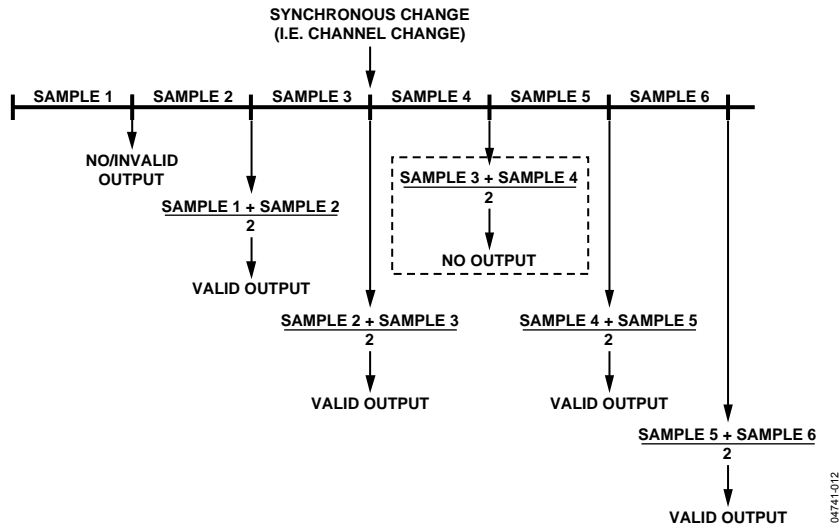 SYNCHRONOUS CHANGE
(I.E. CHANNEL CHANGE)
SAMPLE 1 SAMPLE 2 SAMPLE 3 SAMPLE 4 SAMPLE 5 SAMPLE 6
NO/INVALID
OUTPUT
SAMPLE 1 + SAMPLE 2
2
VALID OUTPUT
SAMPLE 3 + SAMPLE 4
2
NO OUTPUT
SAMPLE 2 + SAMPLE 3
2
VALID OUTPUT
SAMPLE 4 + SAMPLE 5
2
VALID OUTPUT
SAMPLE 5 + SAMPLE 6
2
VALID OUTPUT
04741-012